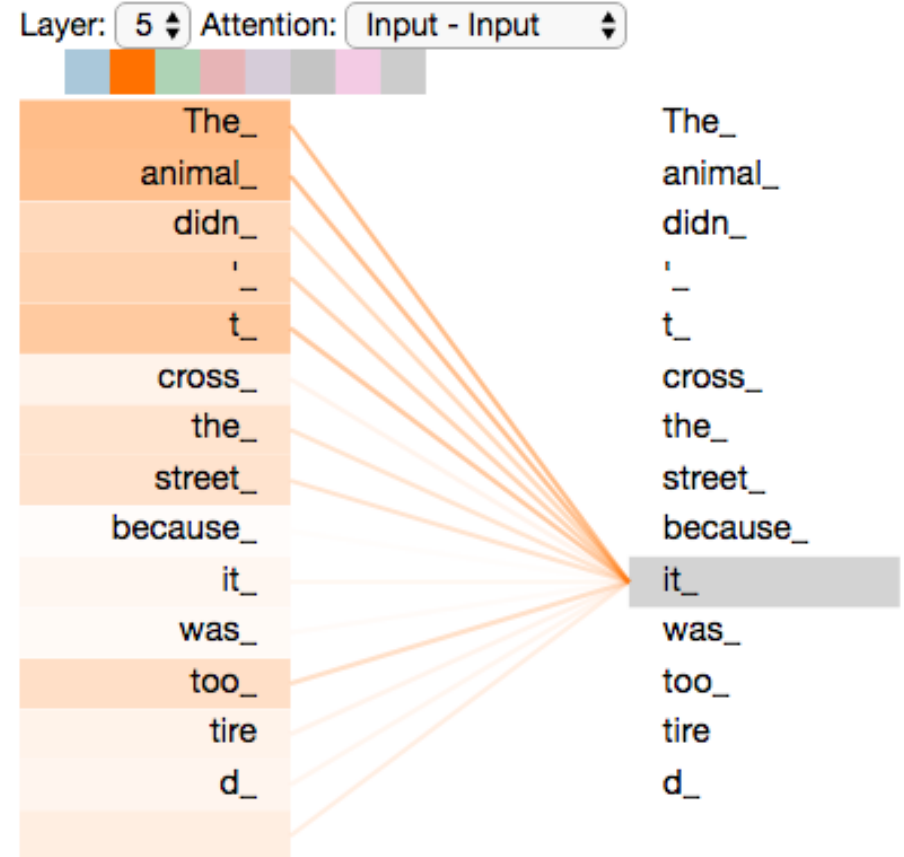 Layer: 5 Attention: Input - Input
The_ The_
animal_ animal_
didn_ didn_
'_ '_
t_ t_
cross_ cross_
the_ the_
street_ street_
because_ because_
it_ it_
was_ was_
too_ too_
tire tire
d_ d_